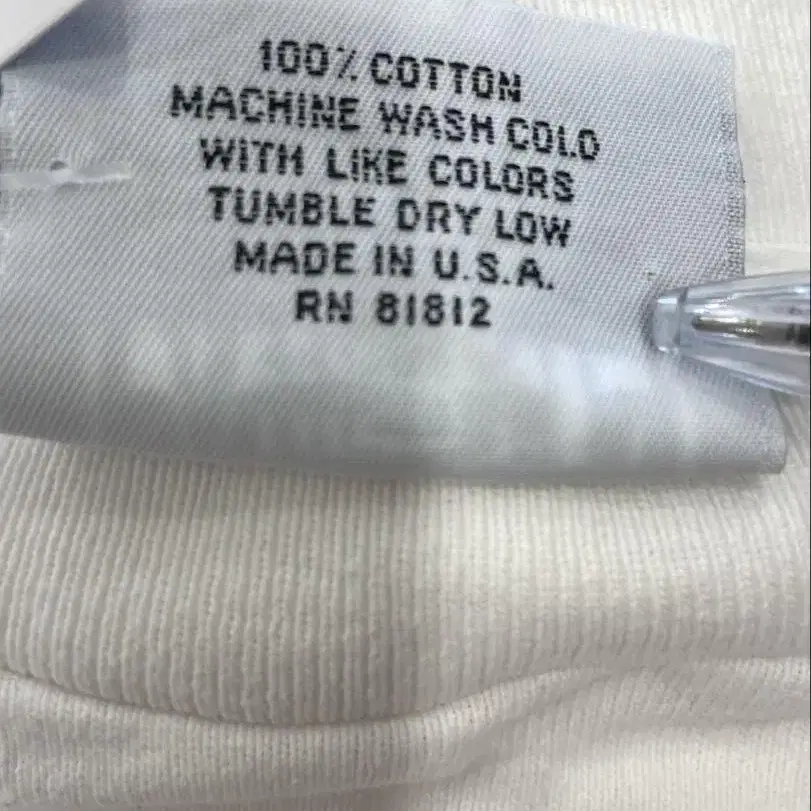 100% COTTON
MACHINE WASH COLD
WITH LIKE COLORS
TUMBLE DRY LOW
MADE IN U.S.A.
RN 81812